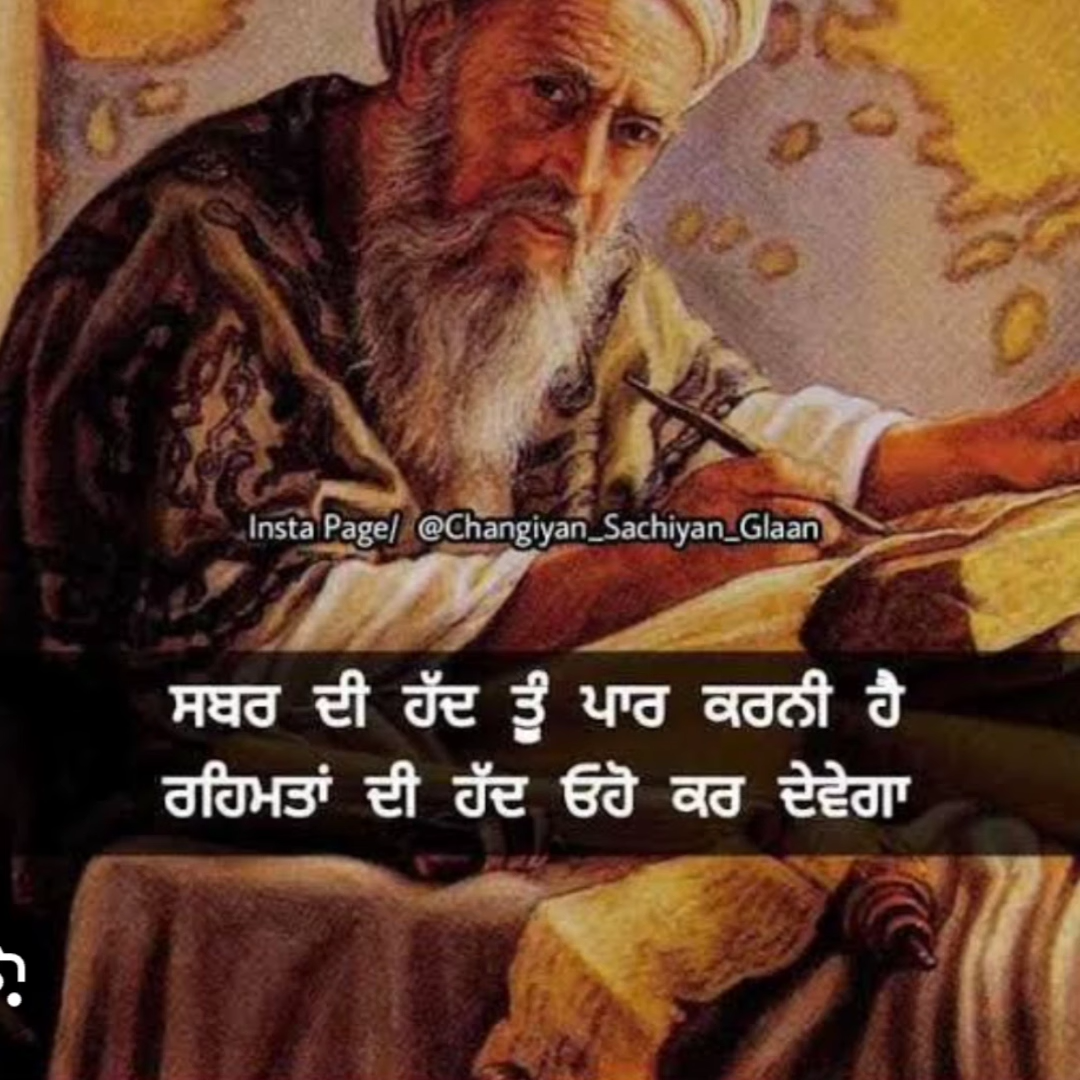 Insta Page/ @Changiyan_Sachiyan_Glaan
ਸਬਰ ਦੀ ਹੱਦ ਤੂੰ ਪਾਰ ਕਰਨੀ ਹੈ
ਰਹਿਮਤਾਂ ਦੀ ਹੱਦ ਓਹੋ ਕਰ ਦੇਵੇਗਾ